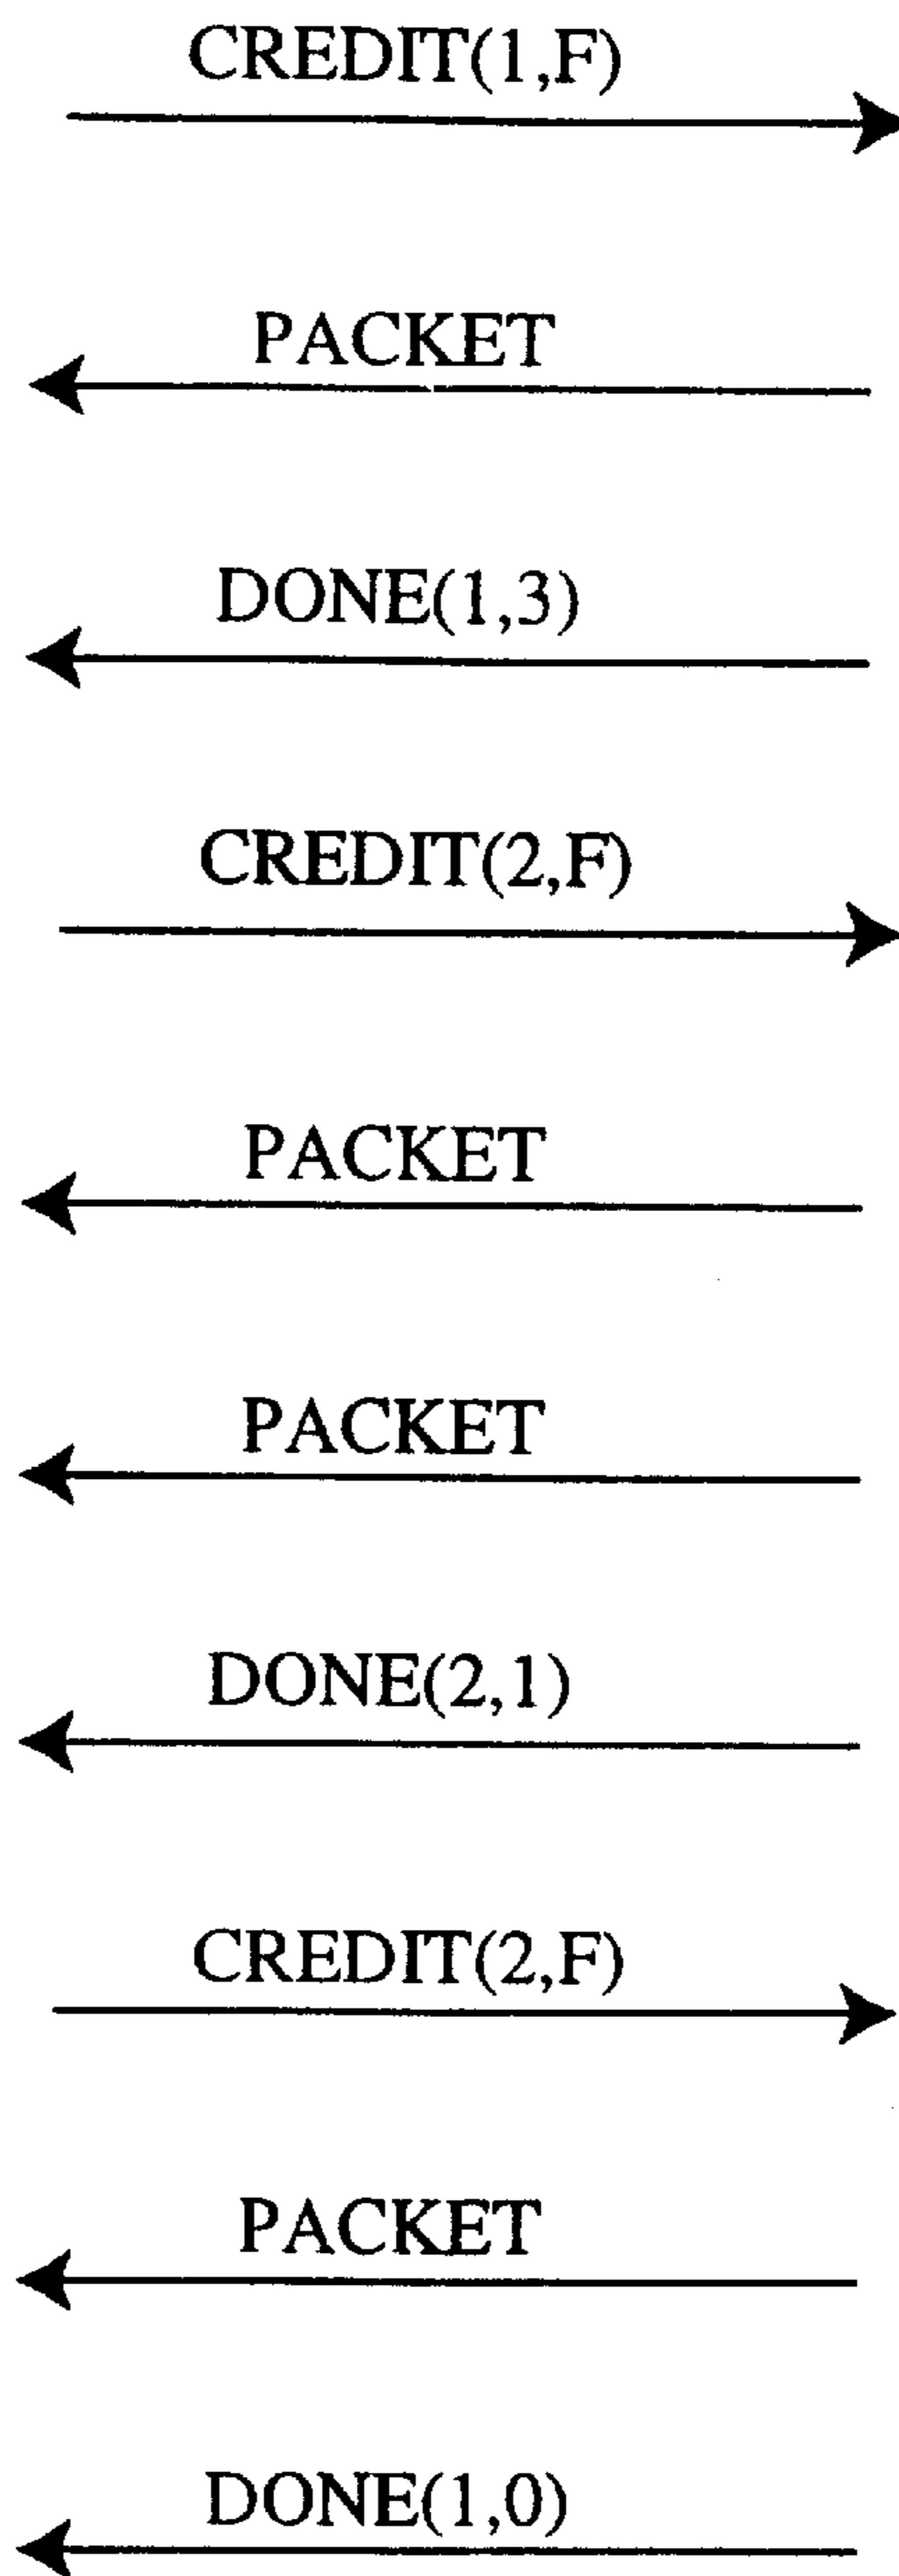 CREDIT(1,F)
PACKET
DONE(1,3)
CREDIT(2,F)
PACKET
PACKET
DONE(2,1)
CREDIT(2,F)
PACKET
DONE(1,0)